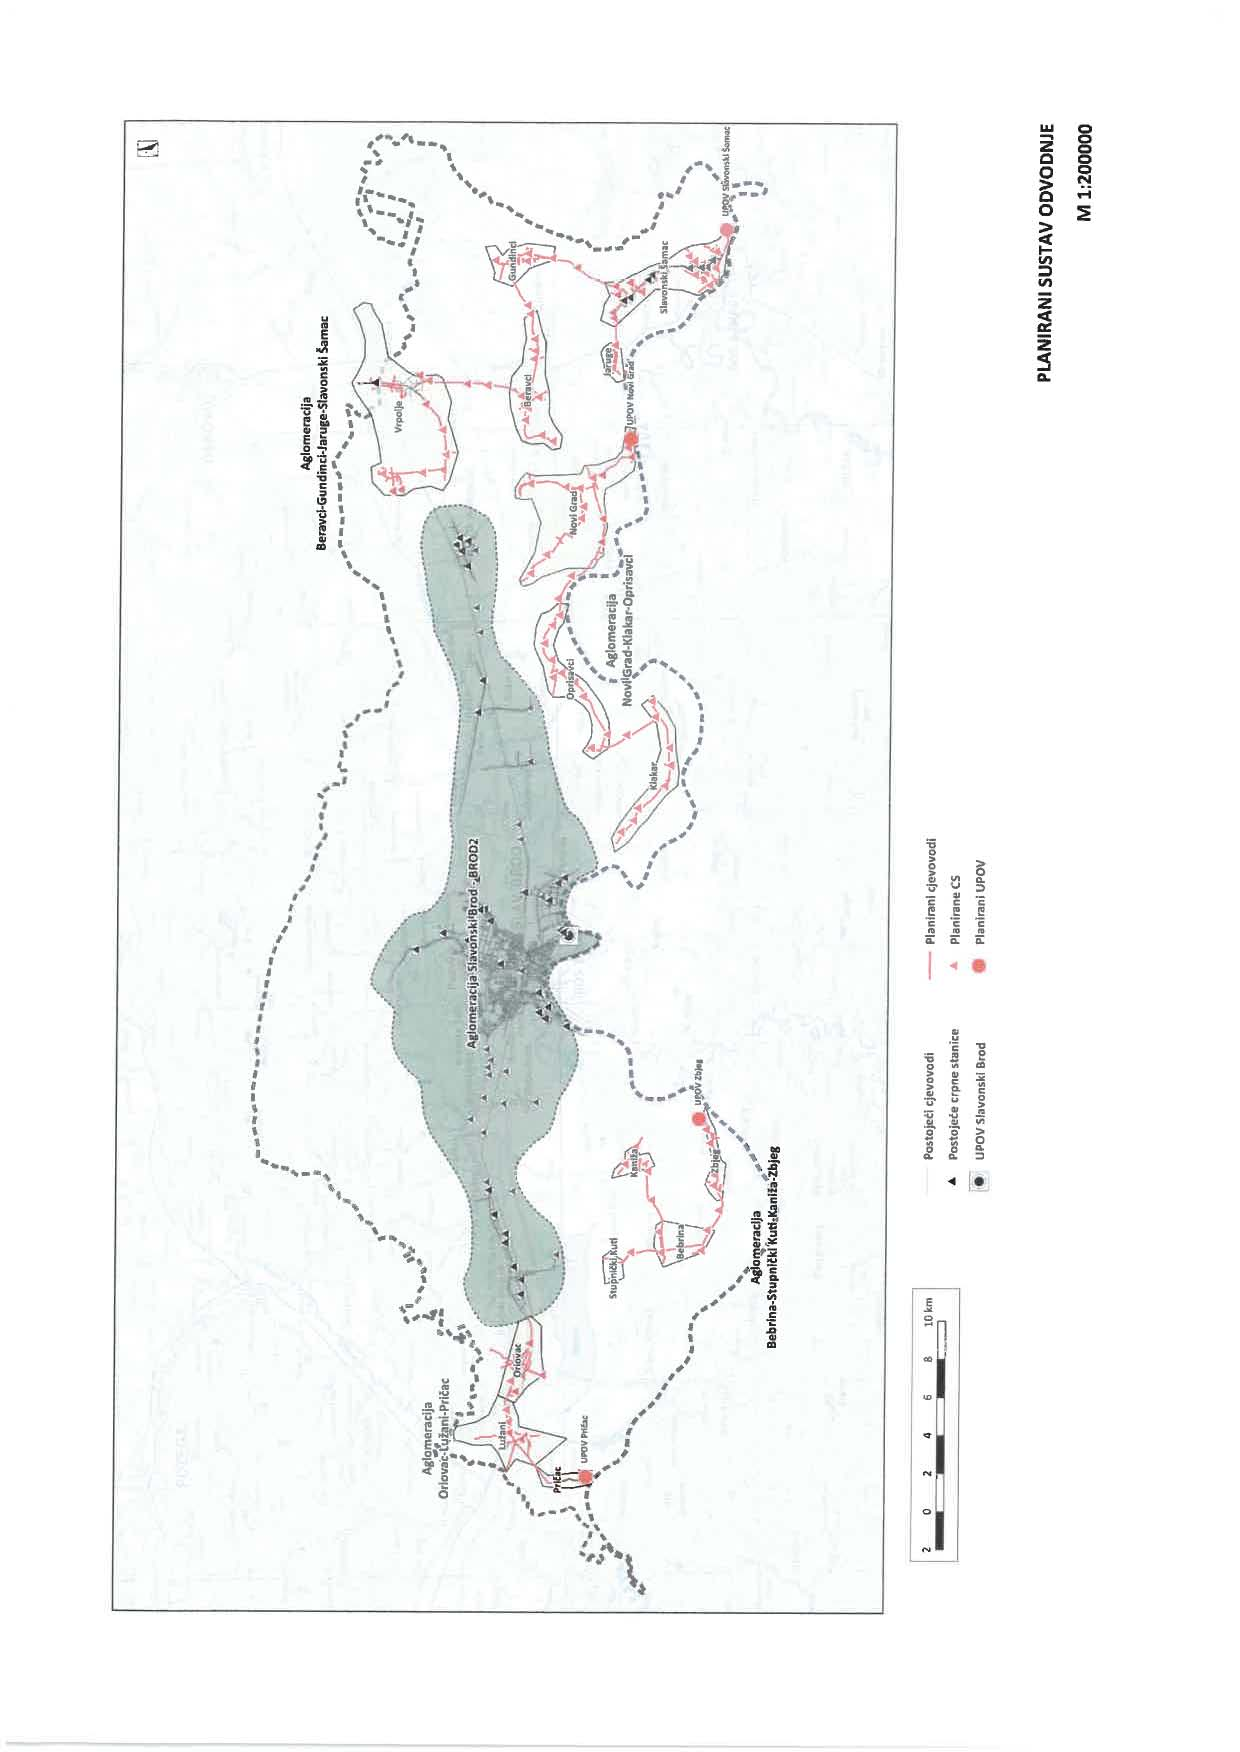 PLANIRANI SUSTAV ODVODNJE
M 1:200000
Aglomeracija
Beravci-Gundinci-Jaruge-Slavonski Šamac
Vrpolje
Gundinci
Beravci
Slavonski Šamac
Jaruge
UPOV Slavonski Šamac
UPOV Novi Grad
Novi Grad
Aglomeracija
Novi Grad-Klakar-Oprisavci
Oprisavci
Klakar
Aglomeracija Slavonski Brod - BROD2
Aglomeracija
Orlovac-Lužani-Pričac
Orlovac
Lužani
Pričac
UPOV Pričac
Stupnički Kuti
Kaniža
Bebrina
Zbjeg
UPOV Zbjeg
Aglomeracija
Bebrina-Stupnički Kuti-Kaniža-Zbjeg
2 0 2 4 6 8 10 km
Postojeći cjevovodi
Postojeće crpne stanice
UPOV Slavonski Brod
Planirani cjevovodi
Planirane CS
Planirani UPOV